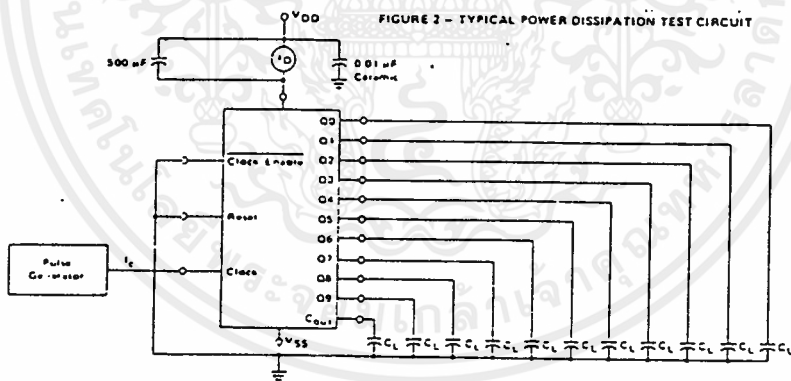 FIGURE 2 – TYPICAL POWER DISSIPATION TEST CIRCUIT
VDD
500 µF
ID
0.01 µF
Ceramic
Q0
Q1
Clock Enable
Q2
Q3
Q4
Reset
Q5
Q6
Pulse
Generator
fc
Clock
Q7
Q8
Q9
Cout
VSS
CL CL CL CL CL CL CL CL CL CL CL